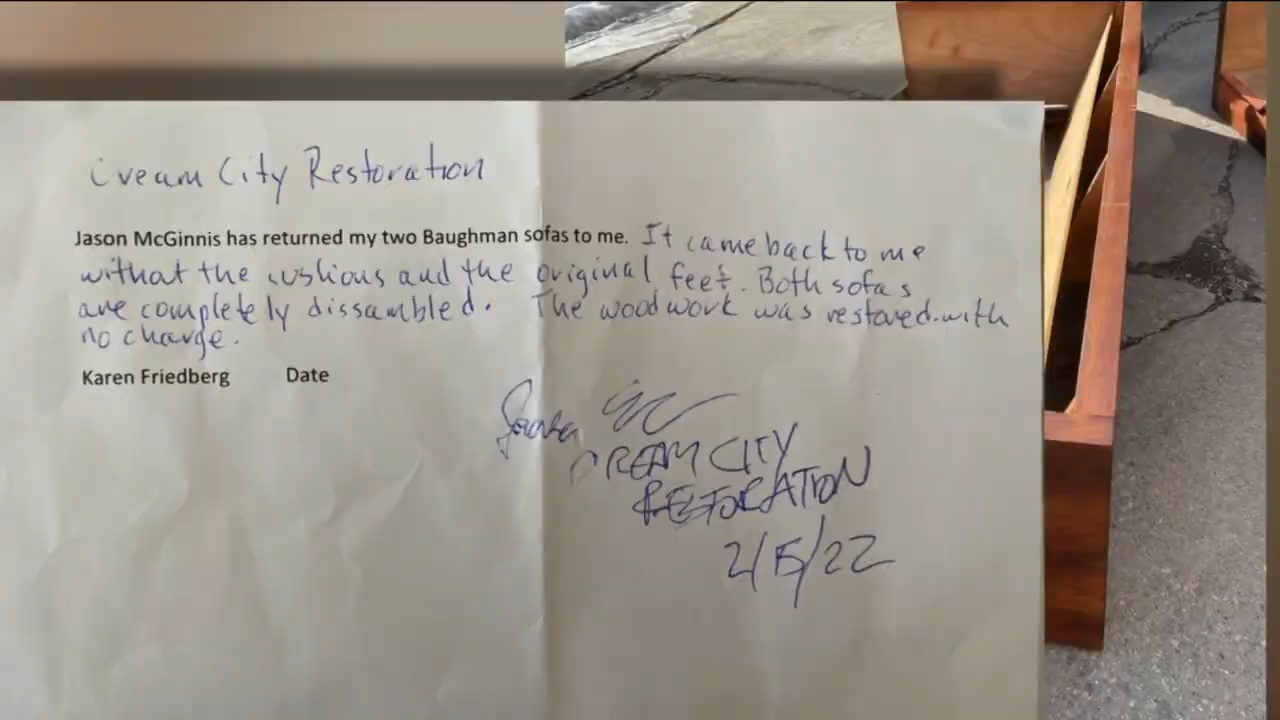 Cream City Restoration
Jason McGinnis has returned my two Baughman sofas to me. It came back to me
without the cushions and the original feet. Both sofas
are completely dissambled. The woodwork was restored with
no charge.
Karen Friedberg Date
CREAM CITY
RESTORATION
2/5/22